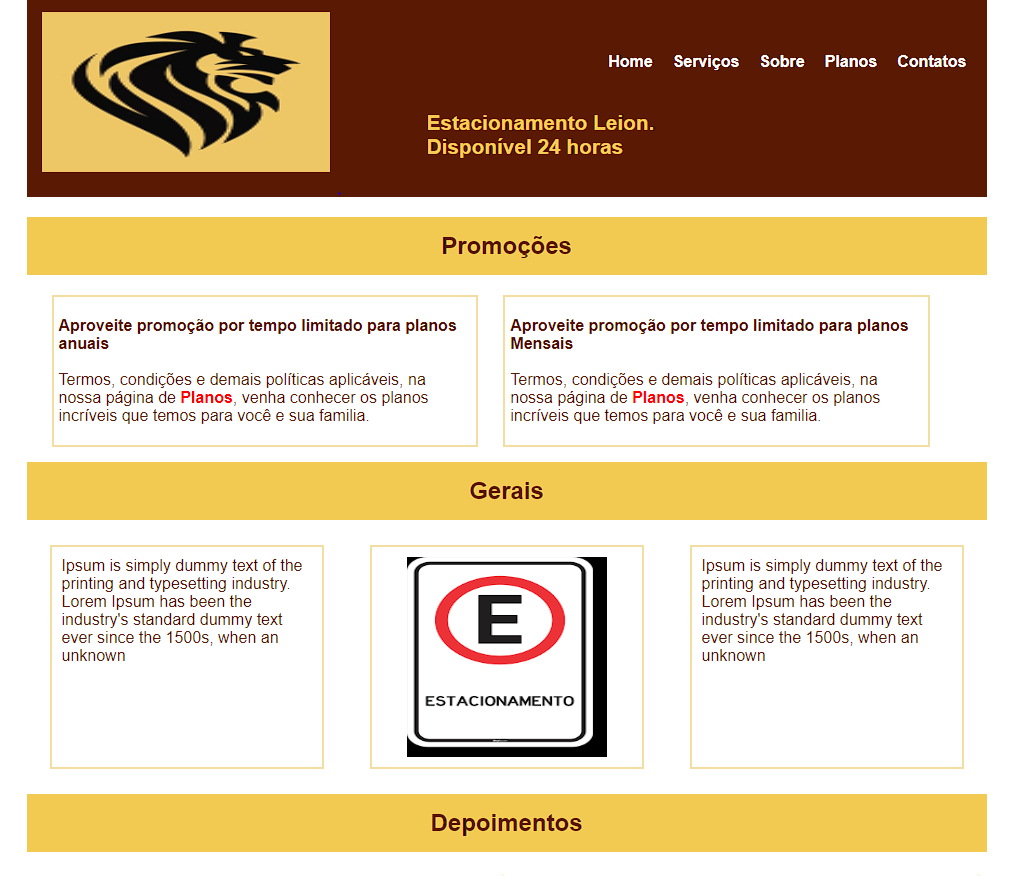 Home Serviços Sobre Planos Contatos
Estacionamento Leion.
Disponível 24 horas
Promoções
Aproveite promoção por tempo limitado para planos
anuais
Termos, condições e demais políticas aplicáveis, na
nossa página de Planos, venha conhecer os planos
incríveis que temos para você e sua familia.
Aproveite promoção por tempo limitado para planos
Mensais
Termos, condições e demais políticas aplicáveis, na
nossa página de Planos, venha conhecer os planos
incríveis que temos para você e sua familia.
Gerais
Ipsum is simply dummy text of the
printing and typesetting industry.
Lorem Ipsum has been the
industry's standard dummy text
ever since the 1500s, when an
unknown
E
ESTACIONAMENTO
Ipsum is simply dummy text of the
printing and typesetting industry.
Lorem Ipsum has been the
industry's standard dummy text
ever since the 1500s, when an
unknown
Depoimentos